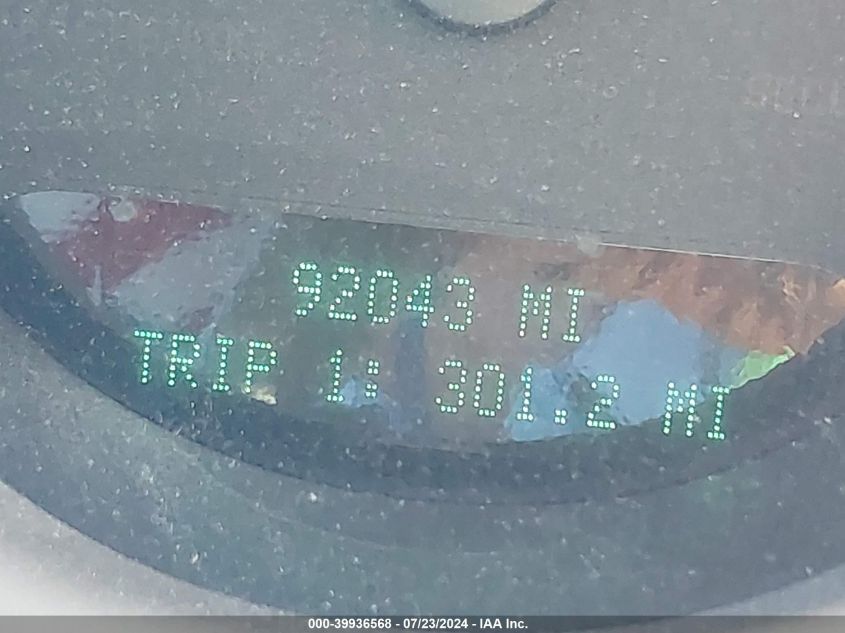 92043 MI
TRIP 1: 301.2 MI
000-39936568 - 07/23/2024 - IAA Inc.